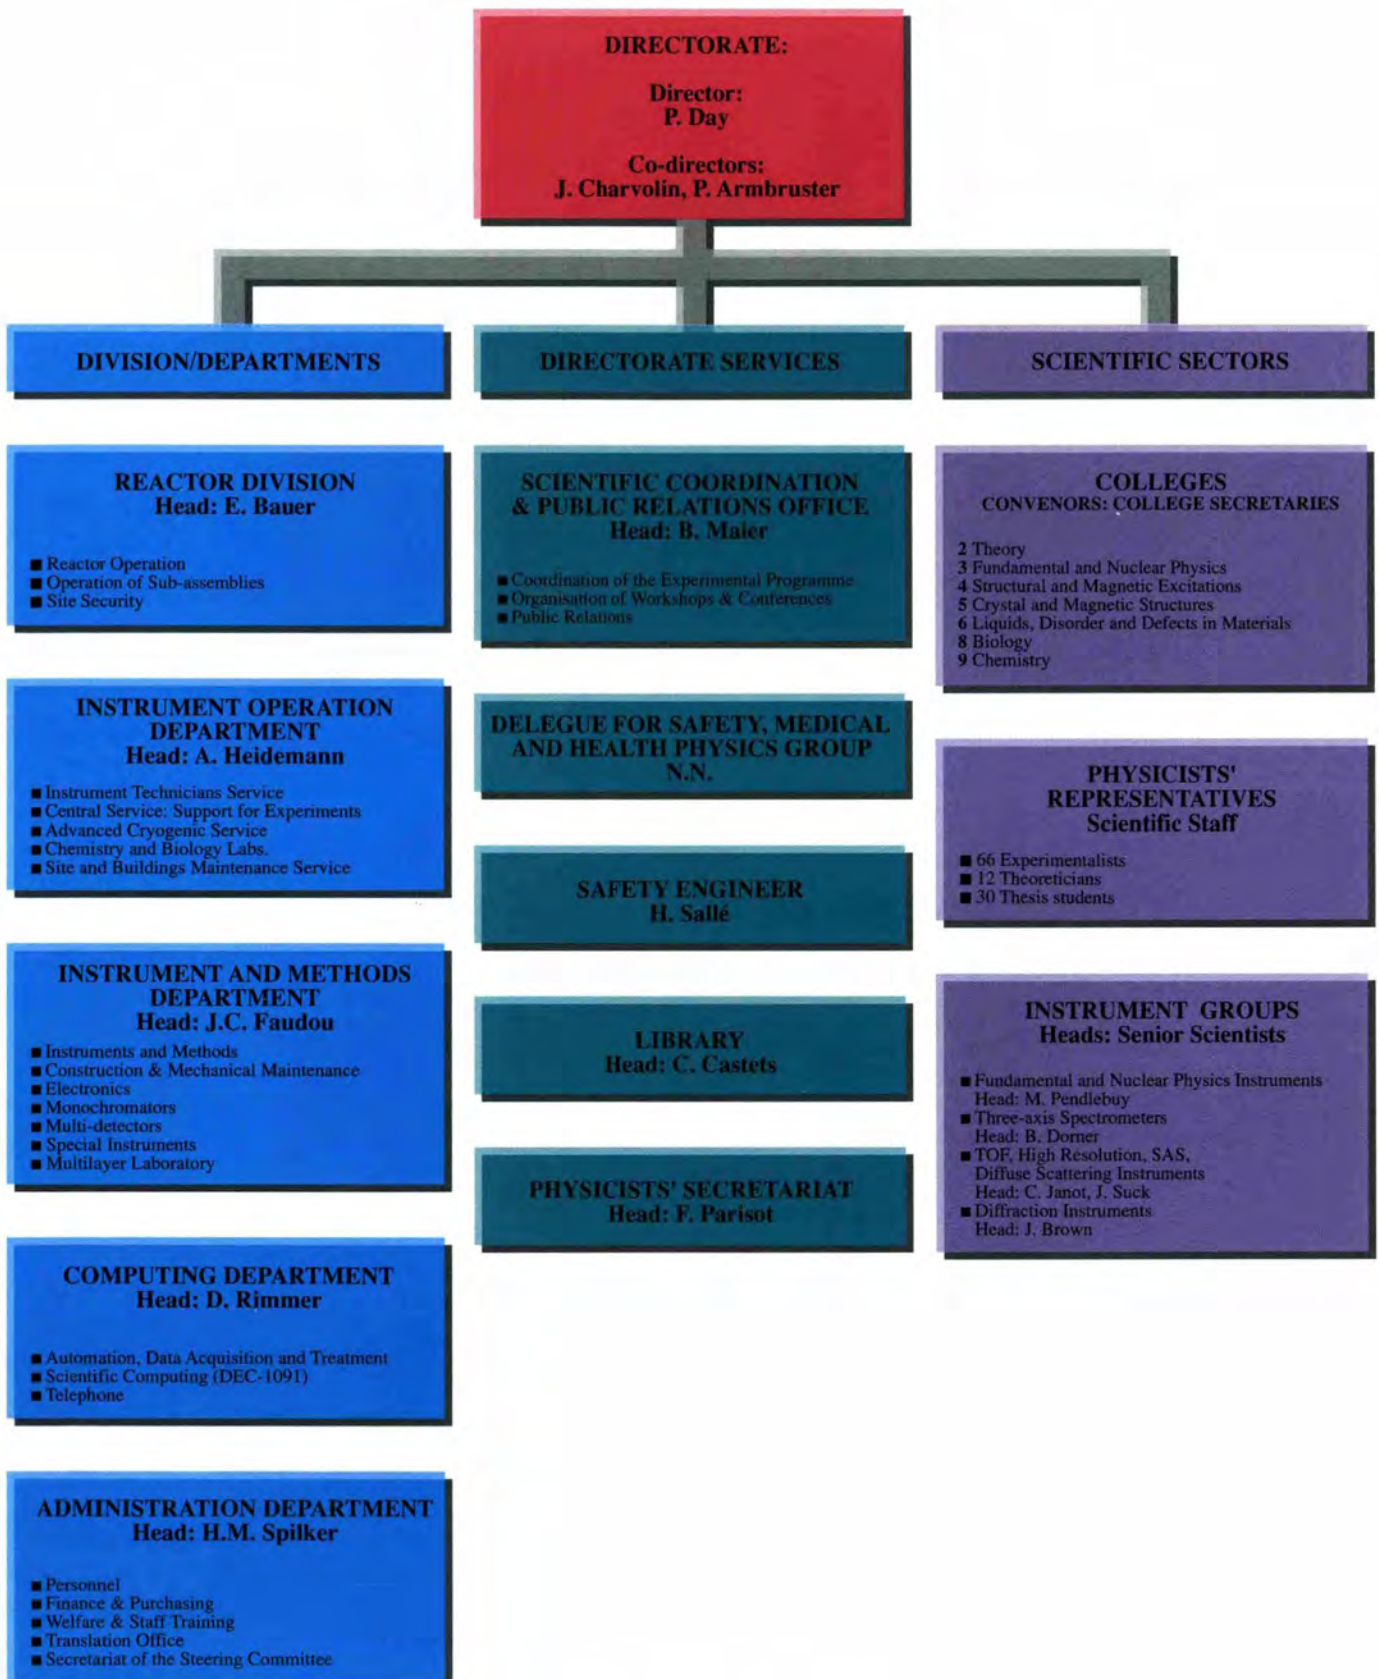 DIRECTORATE:
Director:
P. Day
Co-directors:
J. Charvolin, P. Armbruster
DIVISION/DEPARTMENTS
REACTOR DIVISION
Head: E. Bauer
■ Reactor Operation
■ Operation of Sub-assemblies
■ Site Security
INSTRUMENT OPERATION
DEPARTMENT
Head: A. Heidemann
■ Instrument Technicians Service
■ Central Service: Support for Experiments
■ Advanced Cryogenic Service
■ Chemistry and Biology Labs.
■ Site and Buildings Maintenance Service
INSTRUMENT AND METHODS
DEPARTMENT
Head: J.C. Faudou
■ Instruments and Methods
■ Construction & Mechanical Maintenance
■ Electronics
■ Monochromators
■ Multi-detectors
■ Special Instruments
■ Multilayer Laboratory
COMPUTING DEPARTMENT
Head: D. Rimmer
■ Automation, Data Acquisition and Treatment
■ Scientific Computing (DEC-1091)
■ Telephone
ADMINISTRATION DEPARTMENT
Head: H.M. Spilker
■ Personnel
■ Finance & Purchasing
■ Welfare & Staff Training
■ Translation Office
■ Secretariat of the Steering Committee
DIRECTORATE SERVICES
SCIENTIFIC COORDINATION
& PUBLIC RELATIONS OFFICE
Head: B. Maier
■ Coordination of the Experimental Programme
■ Organisation of Workshops & Conferences
■ Public Relations
DELEGUE FOR SAFETY, MEDICAL
AND HEALTH PHYSICS GROUP
N.N.
SAFETY ENGINEER
H. Sallé
LIBRARY
Head: C. Castets
PHYSICISTS' SECRETARIAT
Head: F. Parisot
SCIENTIFIC SECTORS
COLLEGES
CONVENORS: COLLEGE SECRETARIES
2 Theory
3 Fundamental and Nuclear Physics
4 Structural and Magnetic Excitations
5 Crystal and Magnetic Structures
6 Liquids, Disorder and Defects in Materials
8 Biology
9 Chemistry
PHYSICISTS'
REPRESENTATIVES
Scientific Staff
■ 66 Experimentalists
■ 12 Theoreticians
■ 30 Thesis students
INSTRUMENT GROUPS
Heads: Senior Scientists
■ Fundamental and Nuclear Physics Instruments
Head: M. Pendlebuy
■ Three-axis Spectrometers
Head: B. Dorner
■ TOF, High Resolution, SAS,
Diffuse Scattering Instruments
Head: C. Janot, J. Suck
■ Diffraction Instruments
Head: J. Brown